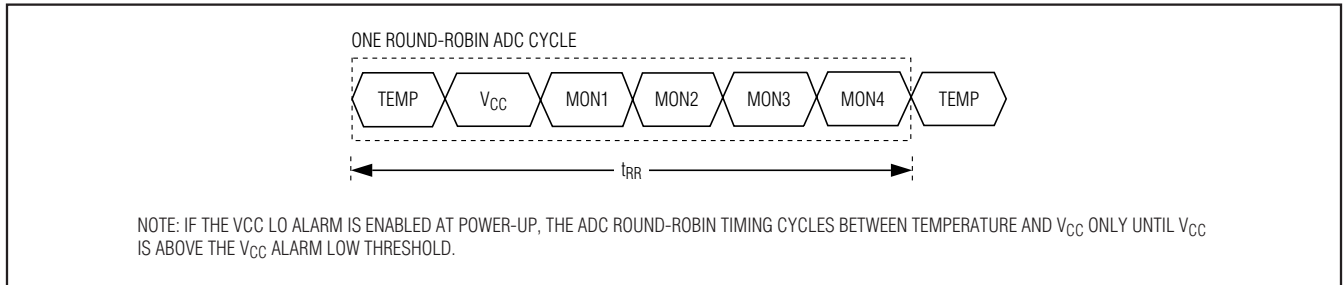 ONE ROUND-ROBIN ADC CYCLE
TEMP VCC MON1 MON2 MON3 MON4 TEMP
tRR
NOTE: IF THE VCC LO ALARM IS ENABLED AT POWER-UP, THE ADC ROUND-ROBIN TIMING CYCLES BETWEEN TEMPERATURE AND VCC ONLY UNTIL VCC
IS ABOVE THE VCC ALARM LOW THRESHOLD.